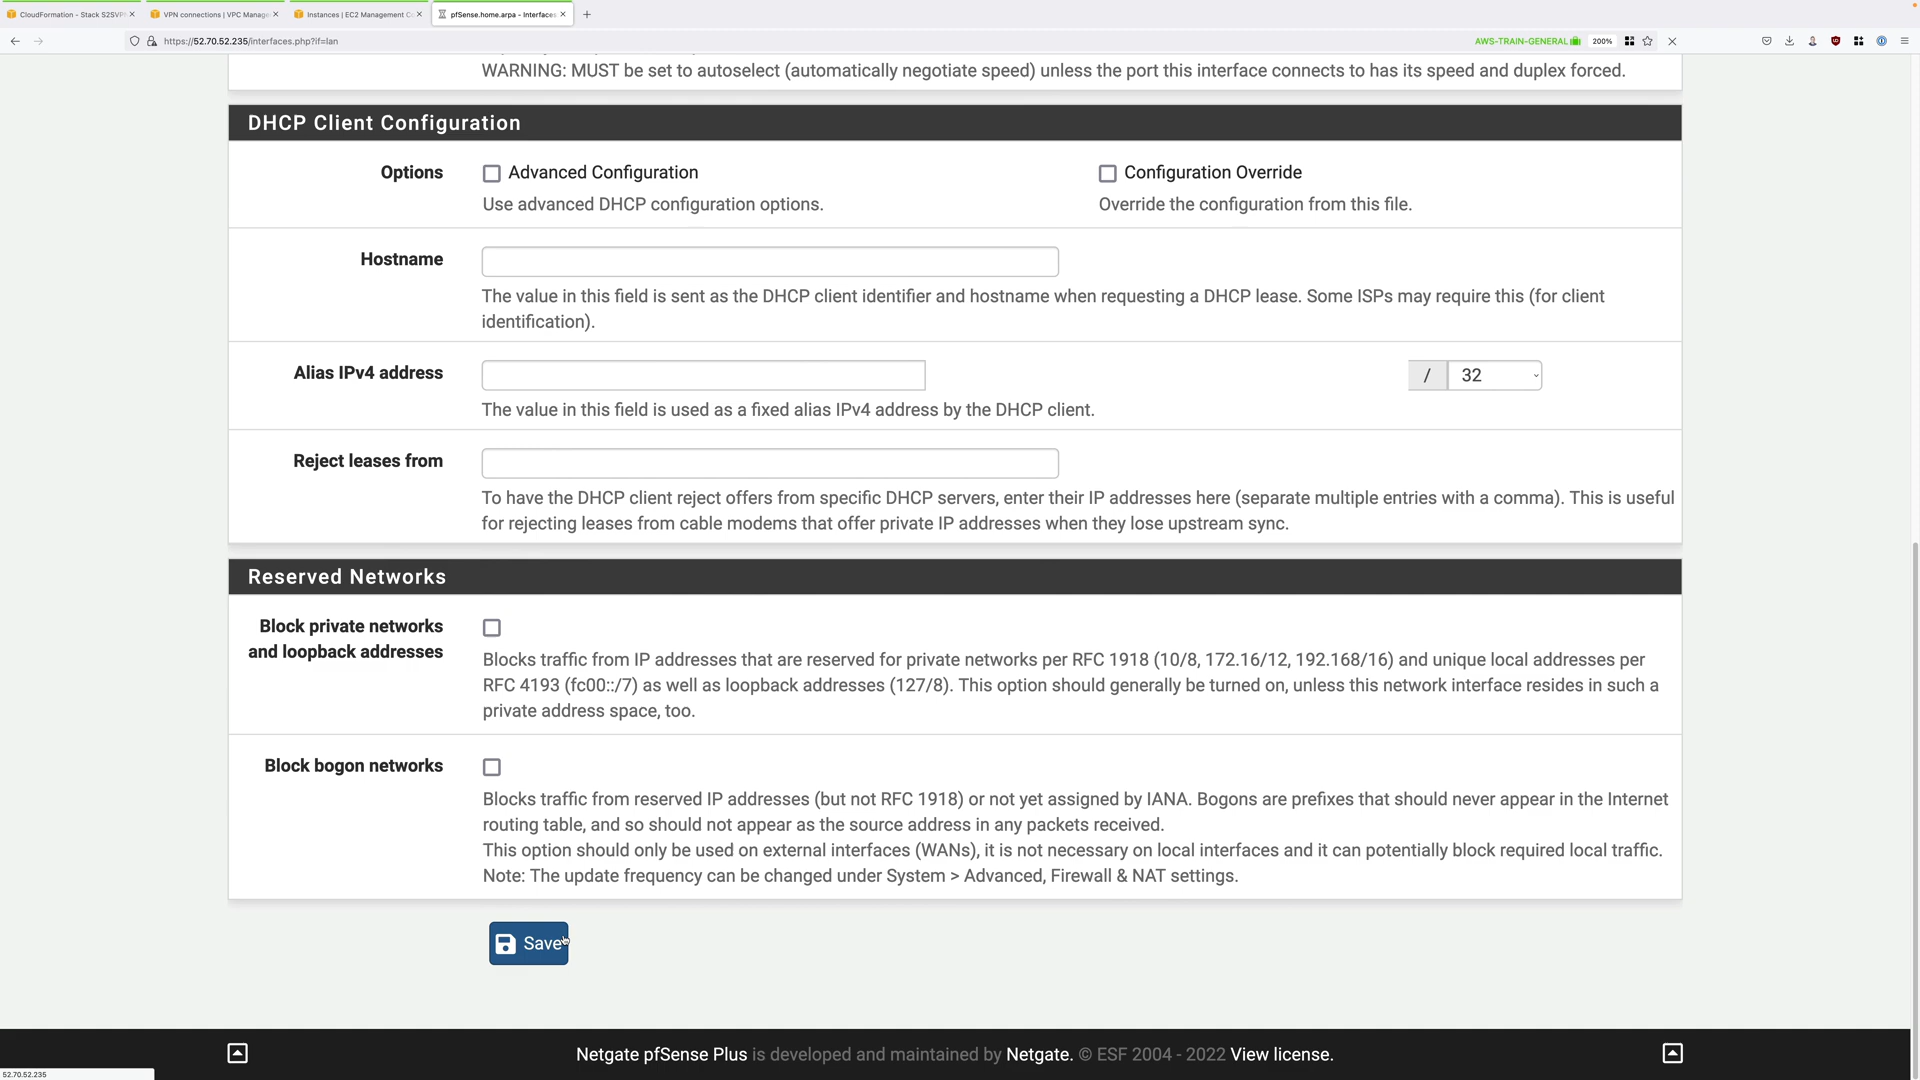 CloudFormation - Stack S2SVP
VPN connections | VPC Manage
Instances | EC2 Management C
pfSense.home.arpa - Interfaces
https://52.70.52.235/interfaces.php?if=lan
AWS-TRAIN-GENERAL
200%
WARNING: MUST be set to autoselect (automatically negotiate speed) unless the port this interface connects to has its speed and duplex forced.
DHCP Client Configuration
Options
Advanced Configuration
Configuration Override
Use advanced DHCP configuration options.
Override the configuration from this file.
Hostname
The value in this field is sent as the DHCP client identifier and hostname when requesting a DHCP lease. Some ISPs may require this (for client
identification).
Alias IPv4 address
/ 32
The value in this field is used as a fixed alias IPv4 address by the DHCP client.
Reject leases from
To have the DHCP client reject offers from specific DHCP servers, enter their IP addresses here (separate multiple entries with a comma). This is useful
for rejecting leases from cable modems that offer private IP addresses when they lose upstream sync.
Reserved Networks
Block private networks
and loopback addresses
Blocks traffic from IP addresses that are reserved for private networks per RFC 1918 (10/8, 172.16/12, 192.168/16) and unique local addresses per
RFC 4193 (fc00::/7) as well as loopback addresses (127/8). This option should generally be turned on, unless this network interface resides in such a
private address space, too.
Block bogon networks
Blocks traffic from reserved IP addresses (but not RFC 1918) or not yet assigned by IANA. Bogons are prefixes that should never appear in the Internet
routing table, and so should not appear as the source address in any packets received.
This option should only be used on external interfaces (WANs), it is not necessary on local interfaces and it can potentially block required local traffic.
Note: The update frequency can be changed under System > Advanced, Firewall & NAT settings.
Save
Netgate pfSense Plus is developed and maintained by Netgate. © ESF 2004 - 2022 View license.
52.70.52.235